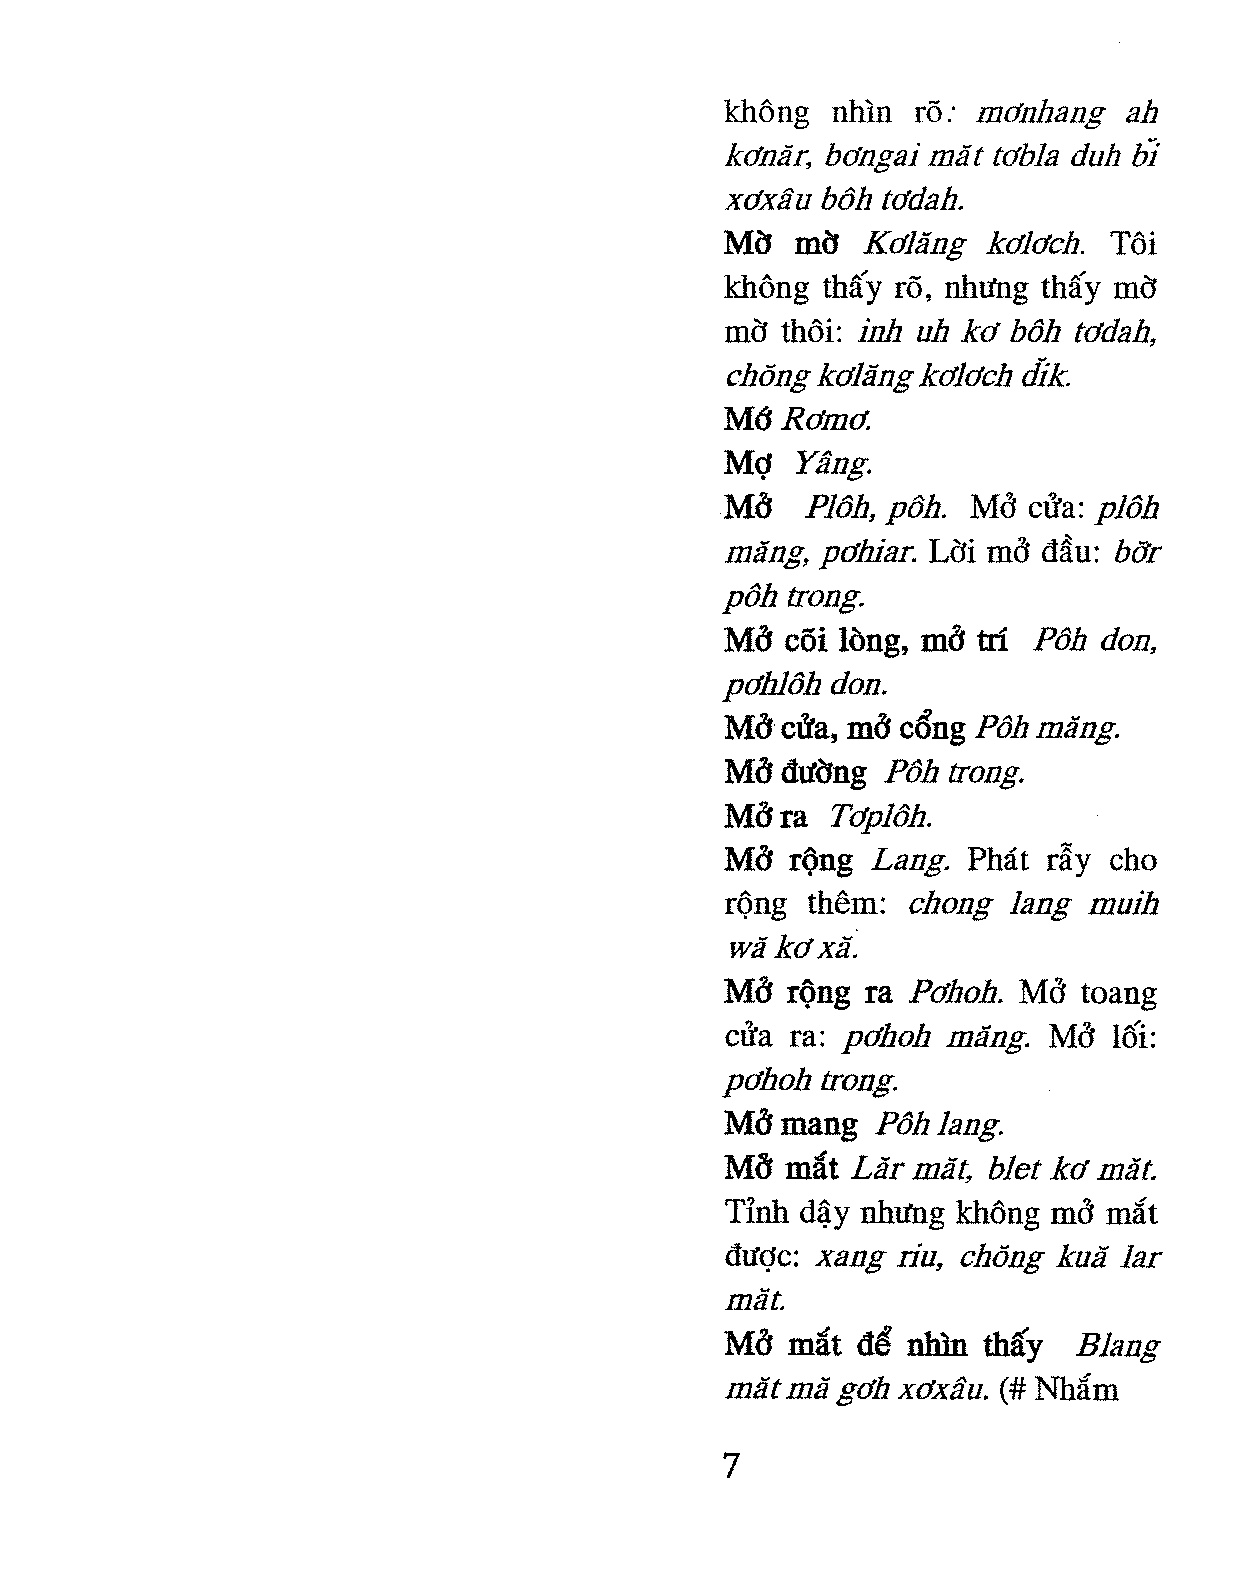 không nhìn rõ: mơnhang ah
kơnăr, bơngai măt tơbla duh bĭ
xơxâu bôh tơdah.
Mờ mờ Kơlăng kơlơch. Tôi
không thấy rõ, nhưng thấy mờ
mờ thôi: inh uh kơ bôh tơdah,
chŏng kơlăng kơlơch dĭk.
Mớ Rơmơ.
Mợ Yâng.
Mở Plôh, pôh. Mở cửa: plôh
măng, pơhiar. Lời mở đầu: bơ̆r
pôh trong.
Mở cõi lòng, mở trí Pôh don,
pơhlôh don.
Mở cửa, mở cổng Pôh măng.
Mở đường Pôh trong.
Mở ra Tơplôh.
Mở rộng Lang. Phát rẫy cho
rộng thêm: chong lang muih
wă kơ xă.
Mở rộng ra Pơhoh. Mở toang
cửa ra: pơhoh măng. Mở lối:
pơhoh trong.
Mở mang Pôh lang.
Mở mắt Lăr măt, blet kơ măt.
Tỉnh dậy nhưng không mở mắt
được: xang riu, chŏng kuă lar
măt.
Mở mắt để nhìn thấy Blang
măt mă gơh xơxâu. (# Nhắm
7